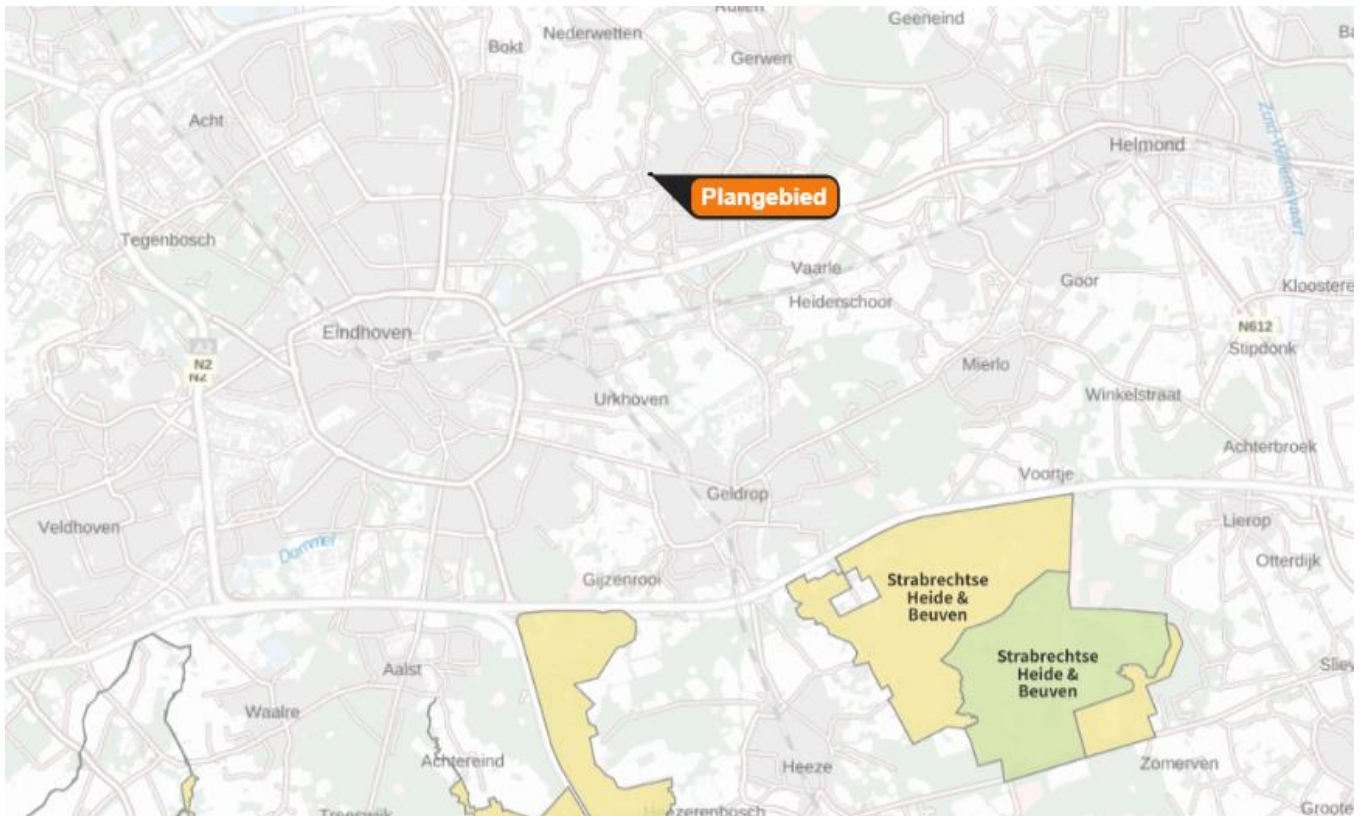 Geeneind
Nederwetten
Bokt
Gerwen
Acht
Helmond
Zuid-Willemsvaart
Plangebied
Tegenbosch
Vaarle
Goor
Heiderschoor
Eindhoven
N612
Stipdonk
N2
Mierlo
Urkhoven
Winkelstraat
Achterbroek
Voortje
Geldrop
Veldhoven
Lierop
Dommel
Otterdijk
Gijzenrooi
Strabrechtse
Heide &
Beuven
Strabrechtse
Heide &
Beuven
Aalst
Waalre
Achtereind
Heeze
Zomerven